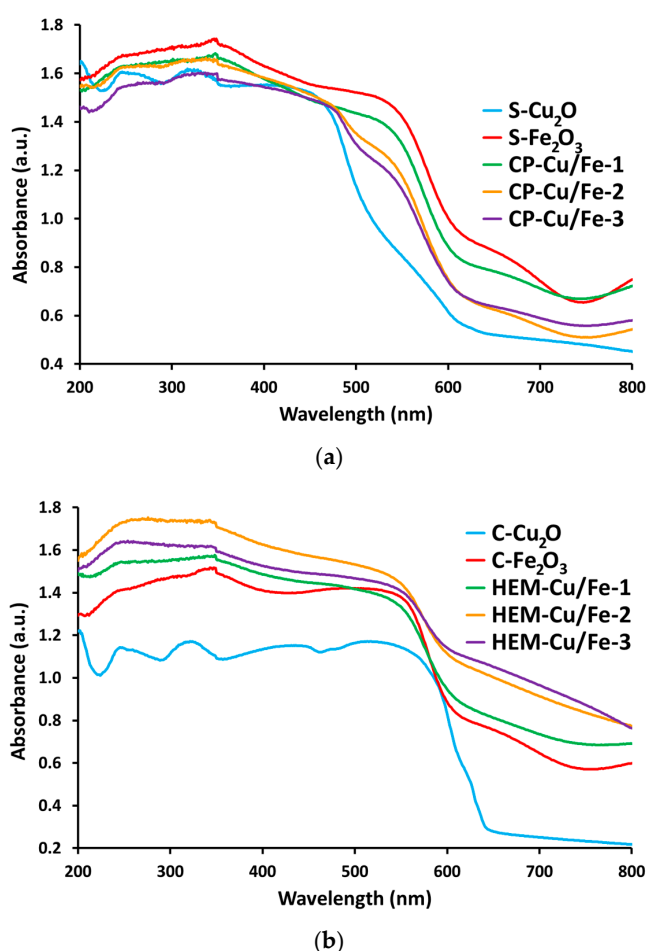 1.8
1.6
1.4
1.2
1.0
0.8
0.6
0.4
Absorbance (a.u.)
200 300 400 500 600 700 800
Wavelength (nm)
S-Cu₂O
S-Fe₂O₃
CP-Cu/Fe-1
CP-Cu/Fe-2
CP-Cu/Fe-3
(a)
1.8
1.6
1.4
1.2
1.0
0.8
0.6
0.4
0.2
Absorbance (a.u.)
200 300 400 500 600 700 800
Wavelength (nm)
C-Cu₂O
C-Fe₂O₃
HEM-Cu/Fe-1
HEM-Cu/Fe-2
HEM-Cu/Fe-3
(b)